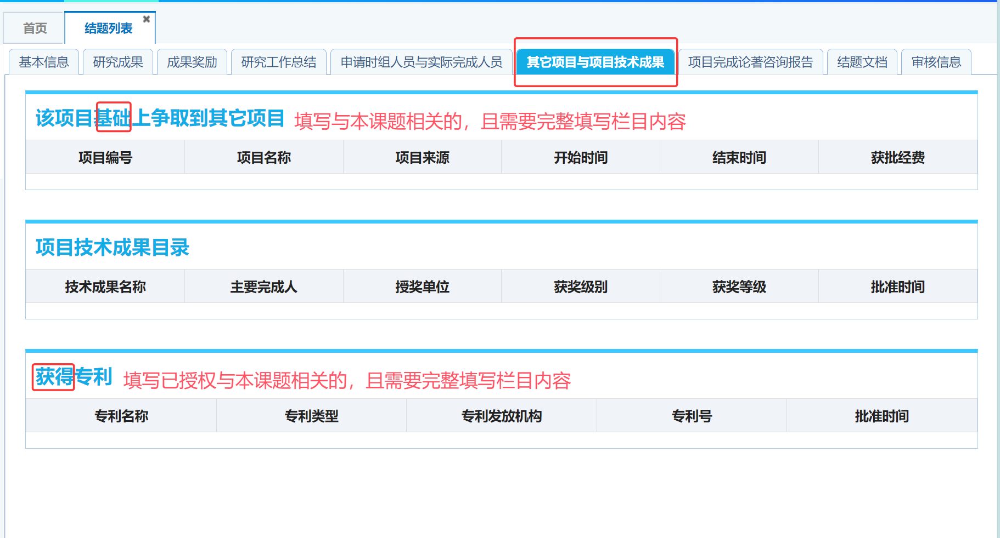 首页 结题列表
基本信息 研究成果 成果奖励 研究工作总结 申请时组人员与实际完成人员 其它项目与项目技术成果 项目完成论著咨询报告 结题文档 审核信息
该项目基础上争取到其它项目 填写与本课题相关的，且需要完整填写栏目内容
项目编号 项目名称 项目来源 开始时间 结束时间 获批经费
项目技术成果目录
技术成果名称 主要完成人 授奖单位 获奖级别 获奖等级 批准时间
获得专利 填写已授权与本课题相关的，且需要完整填写栏目内容
专利名称 专利类型 专利发放机构 专利号 批准时间